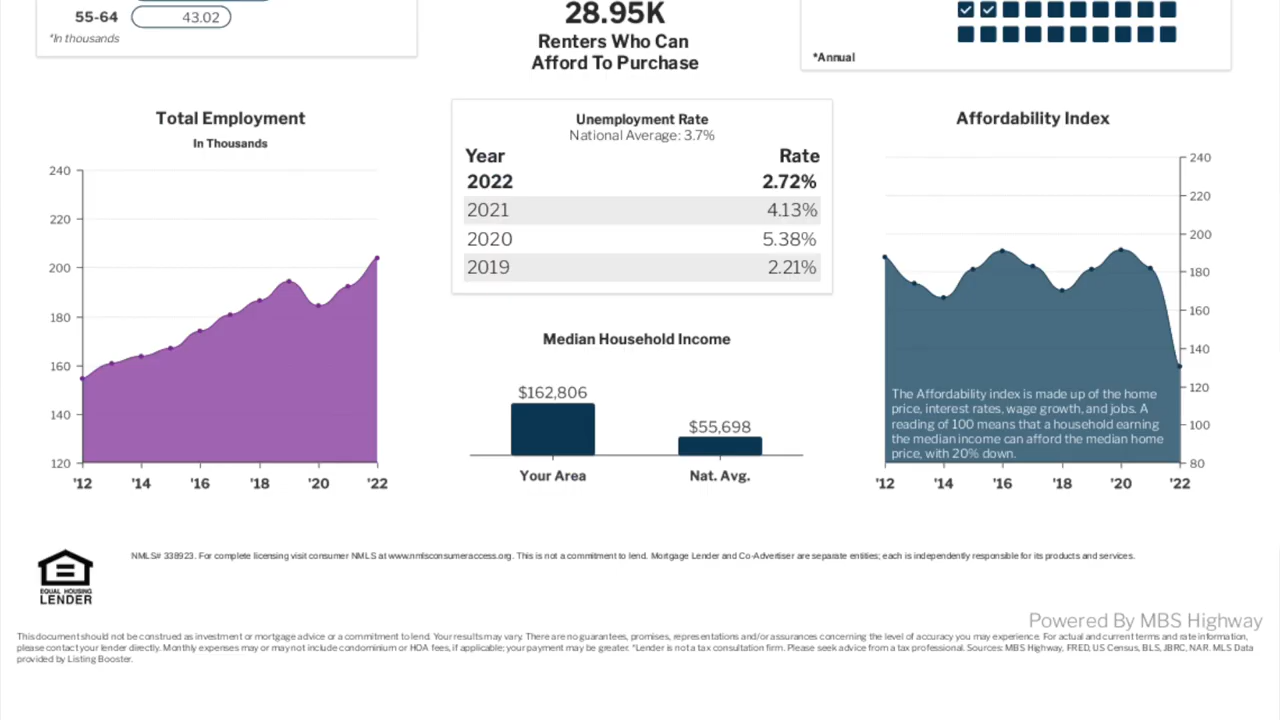 55-64
43.02
*In thousands
28.95K
Renters Who Can
Afford To Purchase
*Annual
Total Employment
In Thousands
240
220
200
180
160
140
120
'12
'14
'16
'18
'20
'22
Unemployment Rate
National Average: 3.7%
Year Rate
2022 2.72%
2021 4.13%
2020 5.38%
2019 2.21%
Median Household Income
$162,806
$55,698
Your Area
Nat. Avg.
Affordability Index
240
220
200
180
160
140
120
100
80
The Affordability index is made up of the home
price, interest rates, wage growth, and jobs. A
reading of 100 means that a household earning
the median income can afford the median home
price, with 20% down.
'12
'14
'16
'18
'20
'22
EQUAL HOUSING
LENDER
NMLS# 338923. For complete licensing visit consumer NMLS at www.nmlsconsumeraccess.org. This is not a commitment to lend. Mortgage Lender and Co-Advertiser are separate entities; each is independently responsible for its products and services.
Powered By MBS Highway
This document should not be construed as investment or mortgage advice or a commitment to lend. Your results may vary. There are no guarantees, promises, representations and/or assurances concerning the level of accuracy you may experience. For actual and current terms and rate information,
please contact your lender directly. Monthly expenses may or may not include condominium or HOA fees, if applicable; your payment may be greater. *Lender is not a tax consultation firm. Please seek advice from a tax professional. Sources: MBS Highway, FRED, US Census, BLS, JBRC, NAR. MLS Data
provided by Listing Booster.